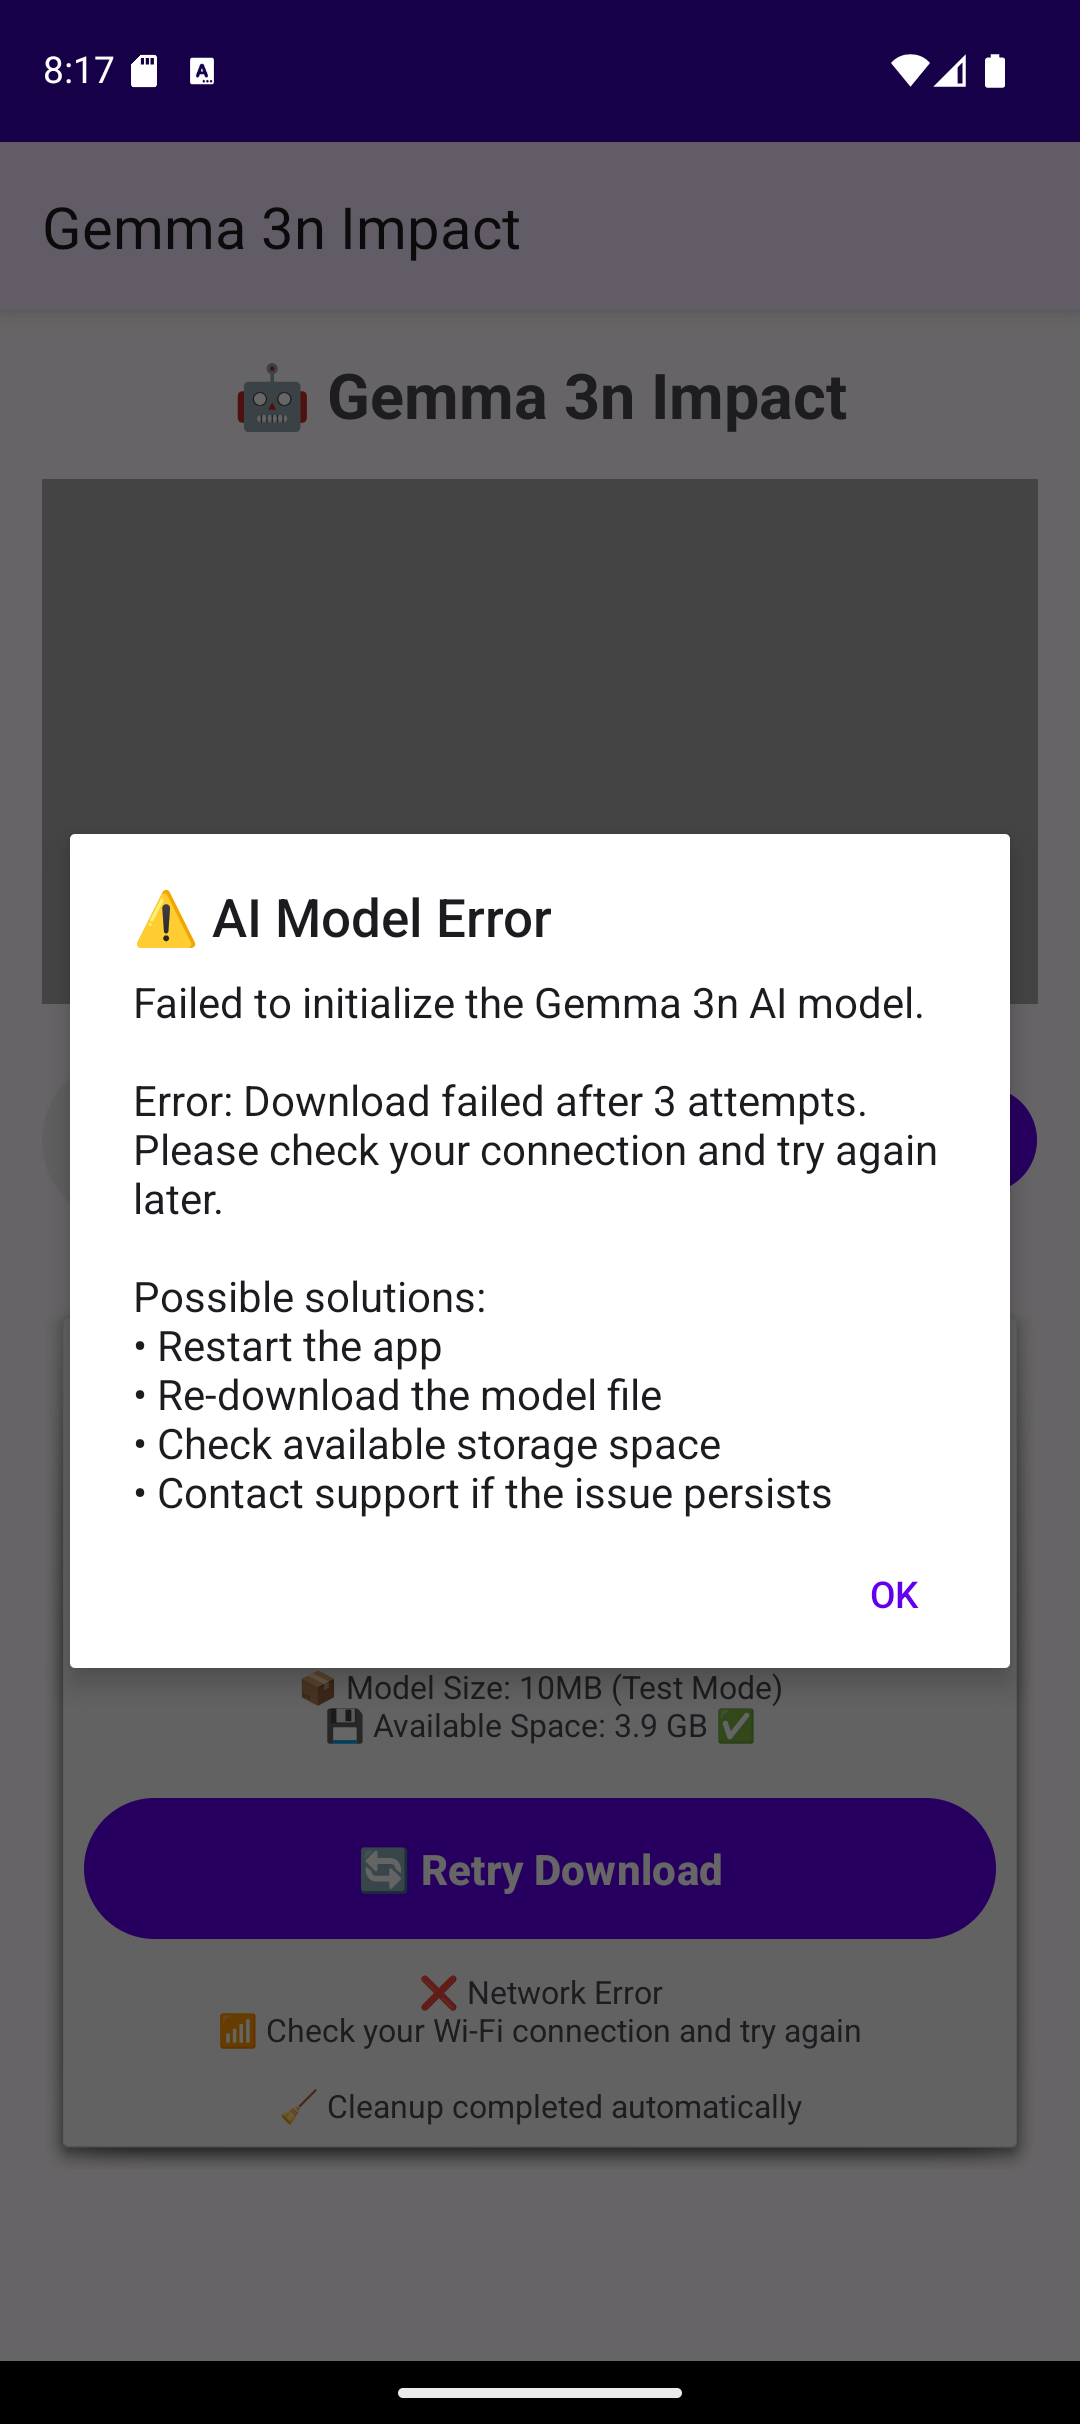 8:17
Gemma 3n Impact
🤖 Gemma 3n Impact
⚠️ AI Model Error
Failed to initialize the Gemma 3n AI model.
Error: Download failed after 3 attempts.
Please check your connection and try again
later.
Possible solutions:
• Restart the app
• Re-download the model file
• Check available storage space
• Contact support if the issue persists
OK
📦 Model Size: 10MB (Test Mode)
💾 Available Space: 3.9 GB ✅
🔄 Retry Download
❌ Network Error
📶 Check your Wi-Fi connection and try again
🧹 Cleanup completed automatically